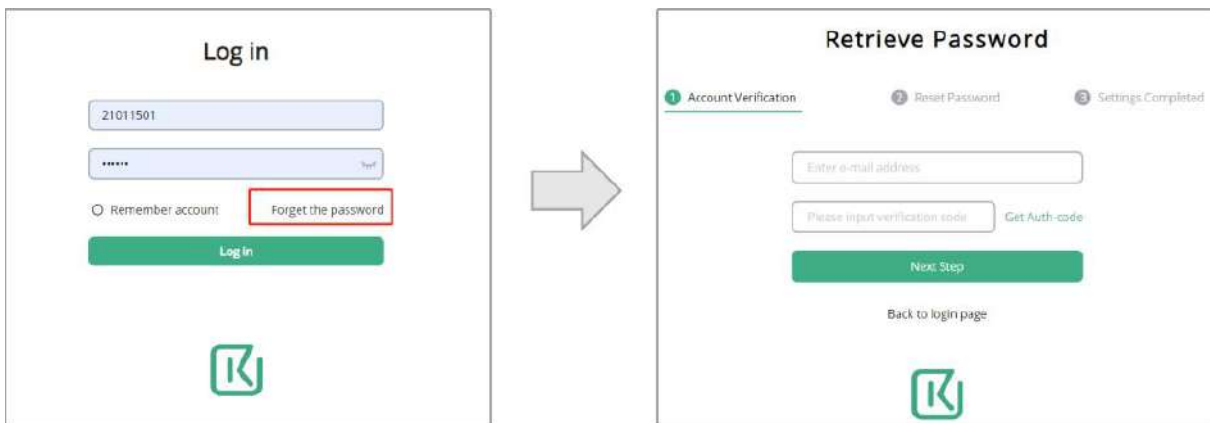 Log in
21011501
••••••
Remember account
Forget the password
Log in
Retrieve Password
1 Account Verification
2 Reset Password
3 Settings Completed
Enter e-mail address
Please input verification code
Get Auth-code
Next Step
Back to login page